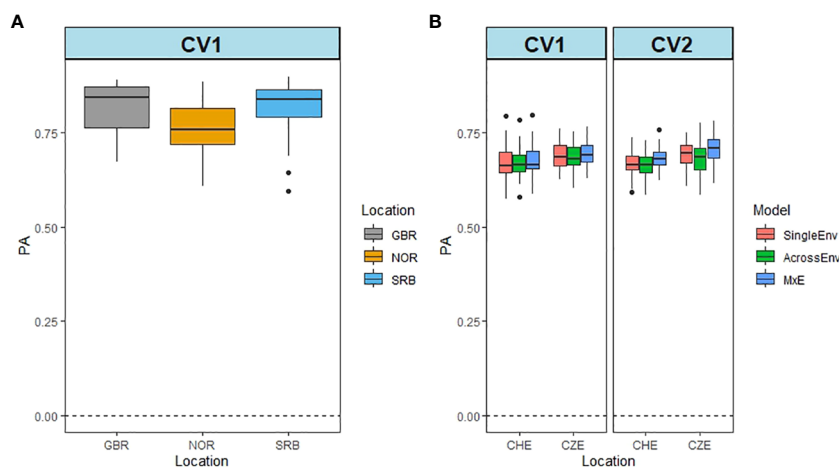 A
CV1
PA
0.75
0.50
0.25
0.00
GBR NOR SRB
Location
Location
GBR
NOR
SRB
B
CV1 CV2
PA
0.75
0.50
0.25
0.00
CHE CZE CHE CZE
Location
Model
SingleEnv
AcrossEnv
MxE